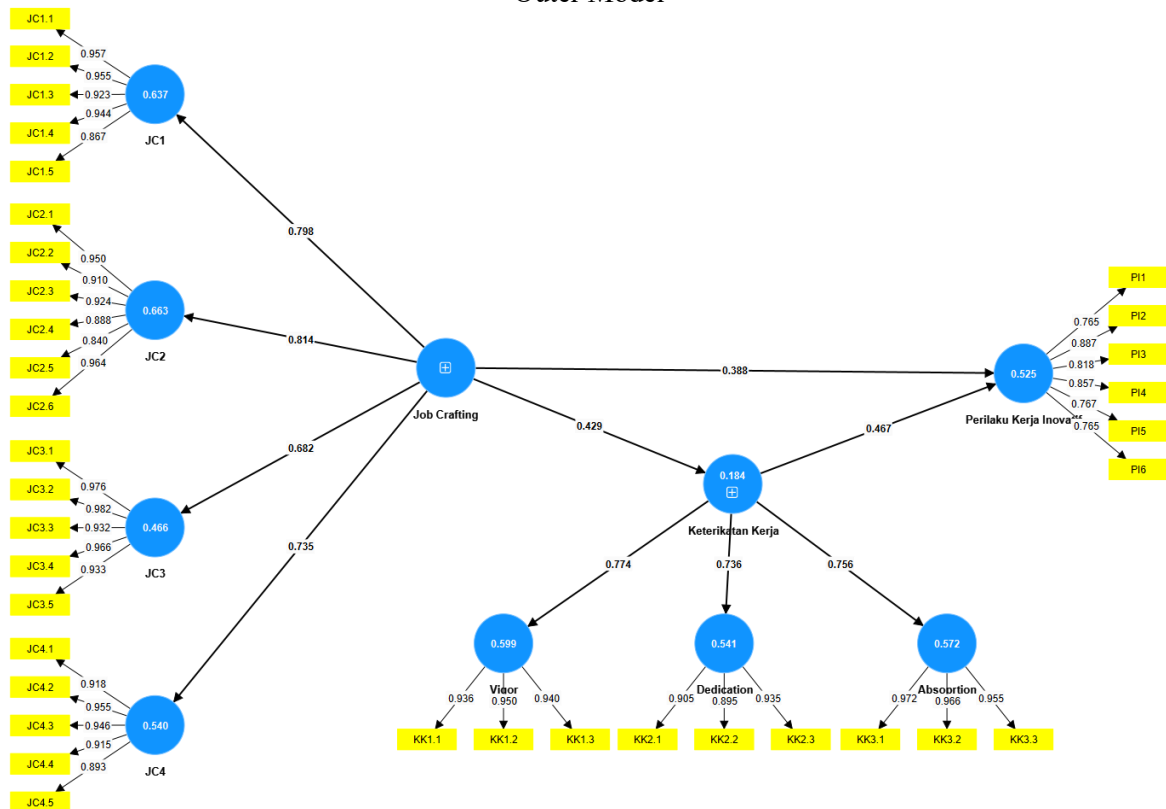 Outer Model
JC1.1
JC1.2
JC1.3
JC1.4
JC1.5
0.957
0.955
0.923
0.944
0.867
0.637
JC1
JC2.1
JC2.2
JC2.3
JC2.4
JC2.5
JC2.6
0.950
0.910
0.924
0.888
0.840
0.964
0.663
JC2
JC3.1
JC3.2
JC3.3
JC3.4
JC3.5
0.976
0.982
0.932
0.966
0.933
0.466
JC3
JC4.1
JC4.2
JC4.3
JC4.4
JC4.5
0.918
0.955
0.946
0.915
0.893
0.540
JC4
0.798
0.814
0.682
0.735
Job Crafting
0.388
0.429
0.467
0.184
Keterikatan Kerja
0.774
0.736
0.756
0.599
Vigor
0.936
0.950
0.940
KK1.1
KK1.2
KK1.3
0.541
Dedication
0.905
0.895
0.935
KK2.1
KK2.2
KK2.3
0.572
Absoortion
0.972
0.966
0.955
KK3.1
KK3.2
KK3.3
0.525
Perilaku Kerja Inovatif
0.765
0.887
0.818
0.857
0.767
0.765
PI1
PI2
PI3
PI4
PI5
PI6